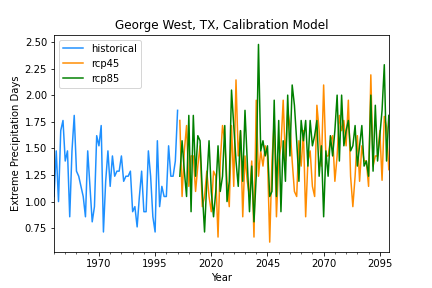 George West, TX, Calibration Model
Extreme Precipitation Days
2.50
2.25
2.00
1.75
1.50
1.25
1.00
0.75
historical
rcp45
rcp85
1970
1995
2020
2045
2070
2095
Year